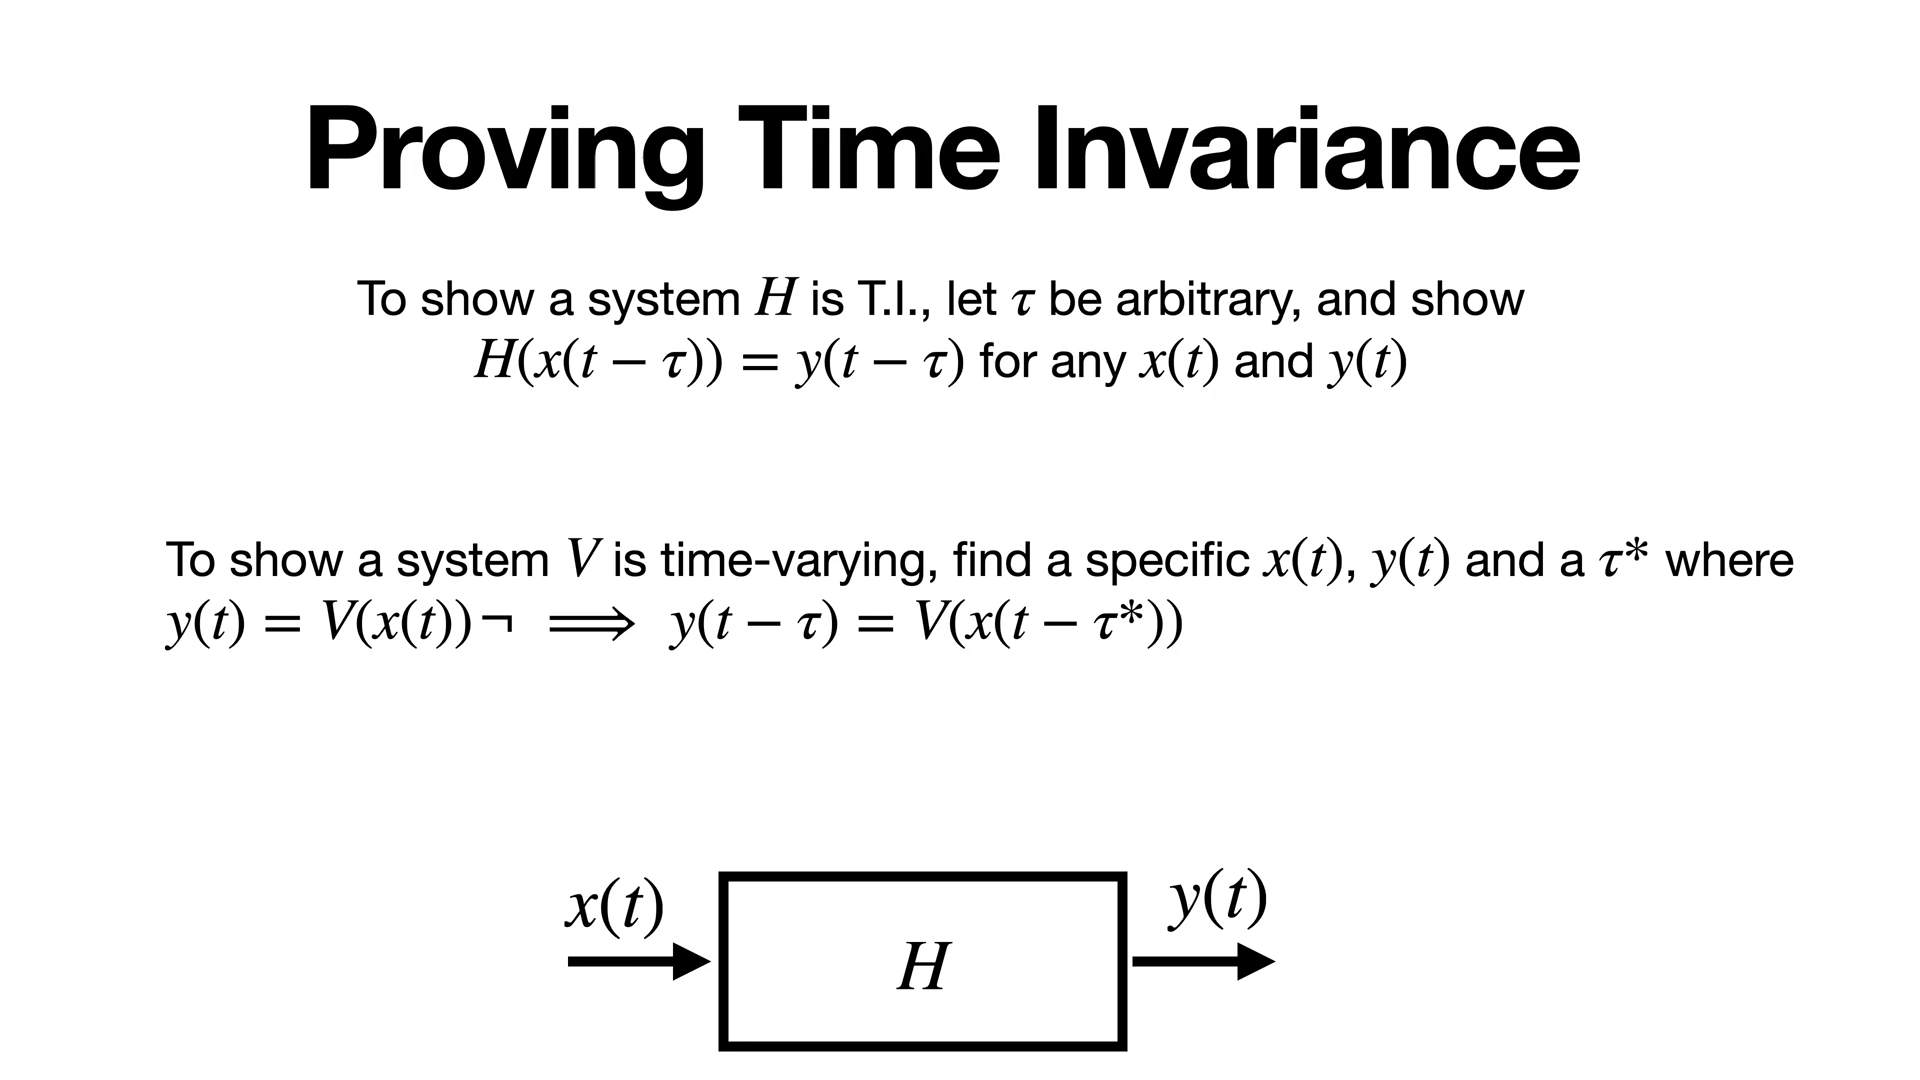 Proving Time Invariance
To show a system H is T.I., let τ be arbitrary, and show
H(x(t − τ)) = y(t − τ) for any x(t) and y(t)
To show a system V is time-varying, find a specific x(t), y(t) and a τ* where
y(t) = V(x(t))¬ ⟹ y(t − τ) = V(x(t − τ*))
x(t)
y(t)
H